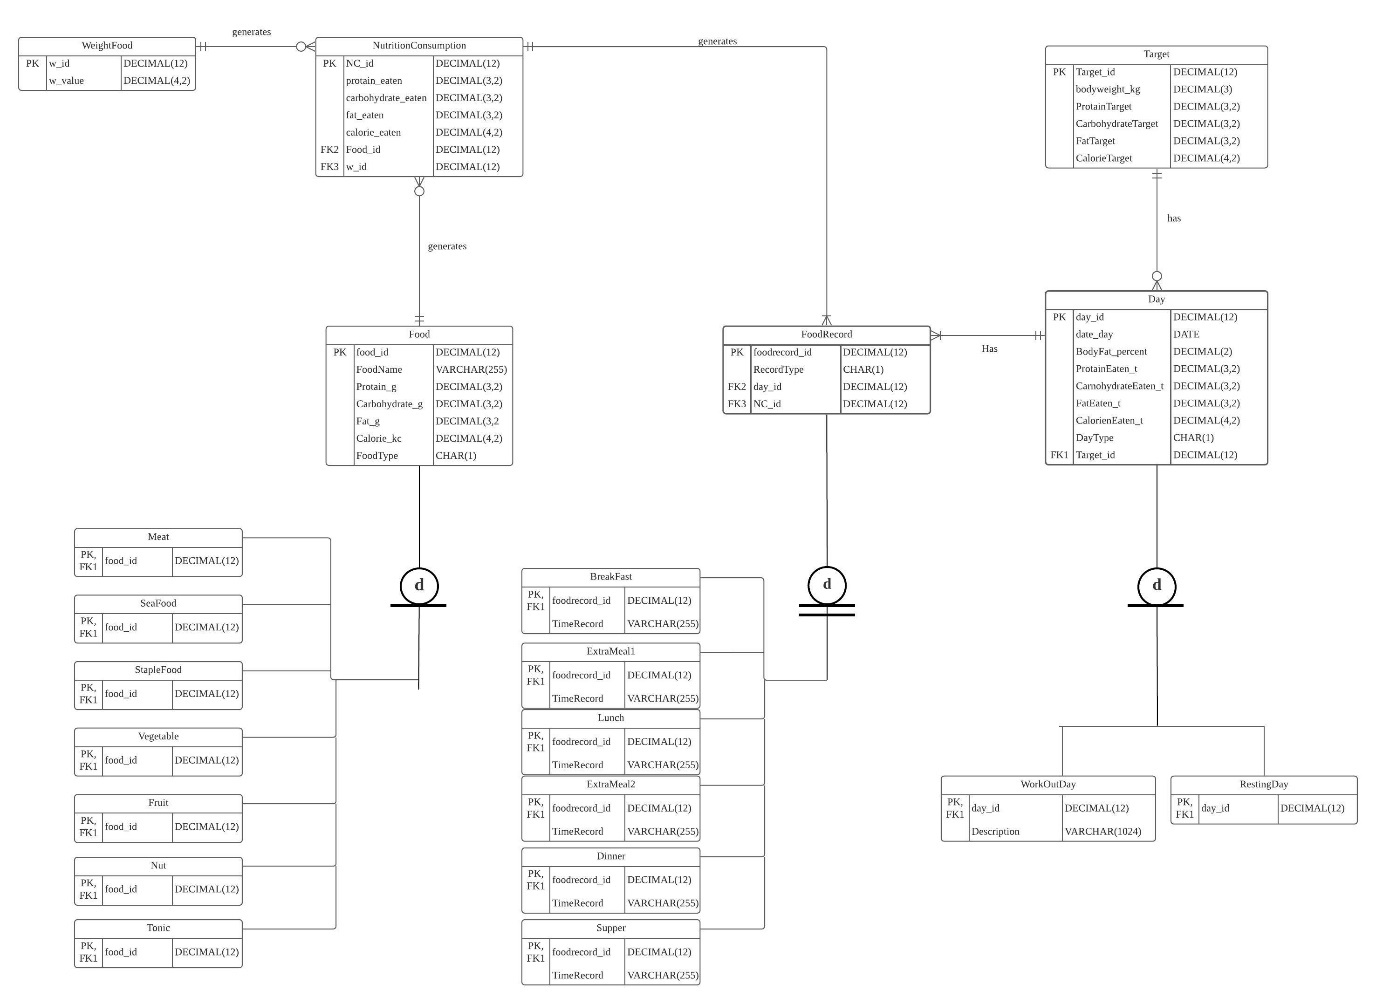 generates
WeightFood
PK w_id DECIMAL(12)
w_value DECIMAL(4,2)
NutritionConsumption
PK NC_id DECIMAL(12)
protein_eaten DECIMAL(3,2)
carbohydrate_eaten DECIMAL(3,2)
fat_eaten DECIMAL(3,2)
calorie_eaten DECIMAL(4,2)
FK2 Food_id DECIMAL(12)
FK3 w_id DECIMAL(12)
generates
Target
PK Target_id DECIMAL(12)
bodyweight_kg DECIMAL(3)
ProtainTarget DECIMAL(3,2)
CarbohydrateTarget DECIMAL(3,2)
FatTarget DECIMAL(3,2)
CalorieTarget DECIMAL(4,2)
has
generates
Food
PK food_id DECIMAL(12)
FoodName VARCHAR(255)
Protein_g DECIMAL(3,2)
Carbohydrate_g DECIMAL(3,2)
Fat_g DECIMAL(3,2
Calorie_kc DECIMAL(4,2)
FoodType CHAR(1)
FoodRecord
PK foodrecord_id DECIMAL(12)
RecordType CHAR(1)
FK2 day_id DECIMAL(12)
FK3 NC_id DECIMAL(12)
Has
Day
PK day_id DECIMAL(12)
date_day DATE
BodyFat_percent DECIMAL(2)
ProteinEaten_t DECIMAL(3,2)
CarnohydrateEaten_t DECIMAL(3,2)
FatEaten_t DECIMAL(3,2)
CalorienEaten_t DECIMAL(4,2)
DayType CHAR(1)
FK1 Target_id DECIMAL(12)
d
d
d
Meat
PK,
FK1 food_id DECIMAL(12)
SeaFood
PK,
FK1 food_id DECIMAL(12)
StapleFood
PK,
FK1 food_id DECIMAL(12)
Vegetable
PK,
FK1 food_id DECIMAL(12)
Fruit
PK,
FK1 food_id DECIMAL(12)
Nut
PK,
FK1 food_id DECIMAL(12)
Tonic
PK,
FK1 food_id DECIMAL(12)
BreakFast
PK,
FK1 foodrecord_id DECIMAL(12)
TimeRecord VARCHAR(255)
ExtraMeal1
PK,
FK1 foodrecord_id DECIMAL(12)
TimeRecord VARCHAR(255)
Lunch
PK,
FK1 foodrecord_id DECIMAL(12)
TimeRecord VARCHAR(255)
ExtraMeal2
PK,
FK1 foodrecord_id DECIMAL(12)
TimeRecord VARCHAR(255)
Dinner
PK,
FK1 foodrecord_id DECIMAL(12)
TimeRecord VARCHAR(255)
Supper
PK,
FK1 foodrecord_id DECIMAL(12)
TimeRecord VARCHAR(255)
WorkOutDay
PK,
FK1 day_id DECIMAL(12)
Description VARCHAR(1024)
RestingDay
PK,
FK1 day_id DECIMAL(12)